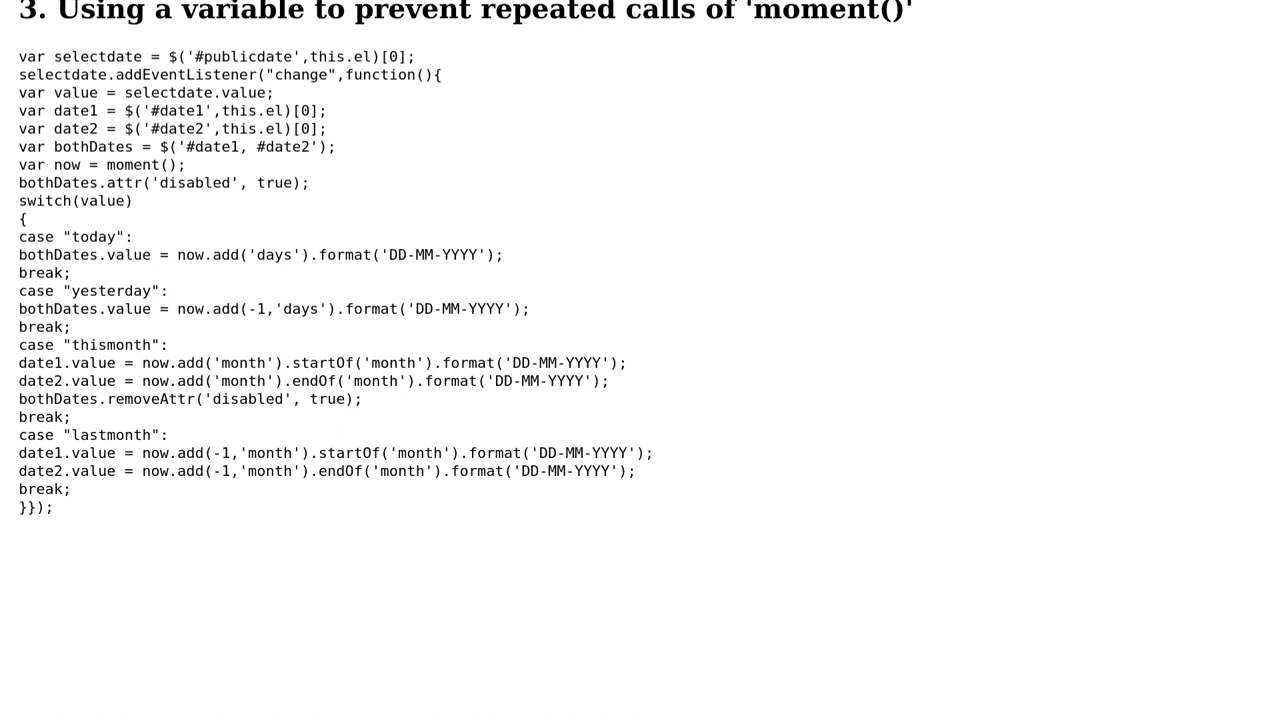 3. Using a variable to prevent repeated calls of 'moment()'
var selectdate = $('#publicdate',this.el)[0];
selectdate.addEventListener("change",function(){
var value = selectdate.value;
var date1 = $('#date1',this.el)[0];
var date2 = $('#date2',this.el)[0];
var bothDates = $('#date1, #date2');
var now = moment();
bothDates.attr('disabled', true);
switch(value)
{
case "today":
bothDates.value = now.add('days').format('DD-MM-YYYY');
break;
case "yesterday":
bothDates.value = now.add(-1,'days').format('DD-MM-YYYY');
break;
case "thismonth":
date1.value = now.add('month').startOf('month').format('DD-MM-YYYY');
date2.value = now.add('month').endOf('month').format('DD-MM-YYYY');
bothDates.removeAttr('disabled', true);
break;
case "lastmonth":
date1.value = now.add(-1,'month').startOf('month').format('DD-MM-YYYY');
date2.value = now.add(-1,'month').endOf('month').format('DD-MM-YYYY');
break;
}});